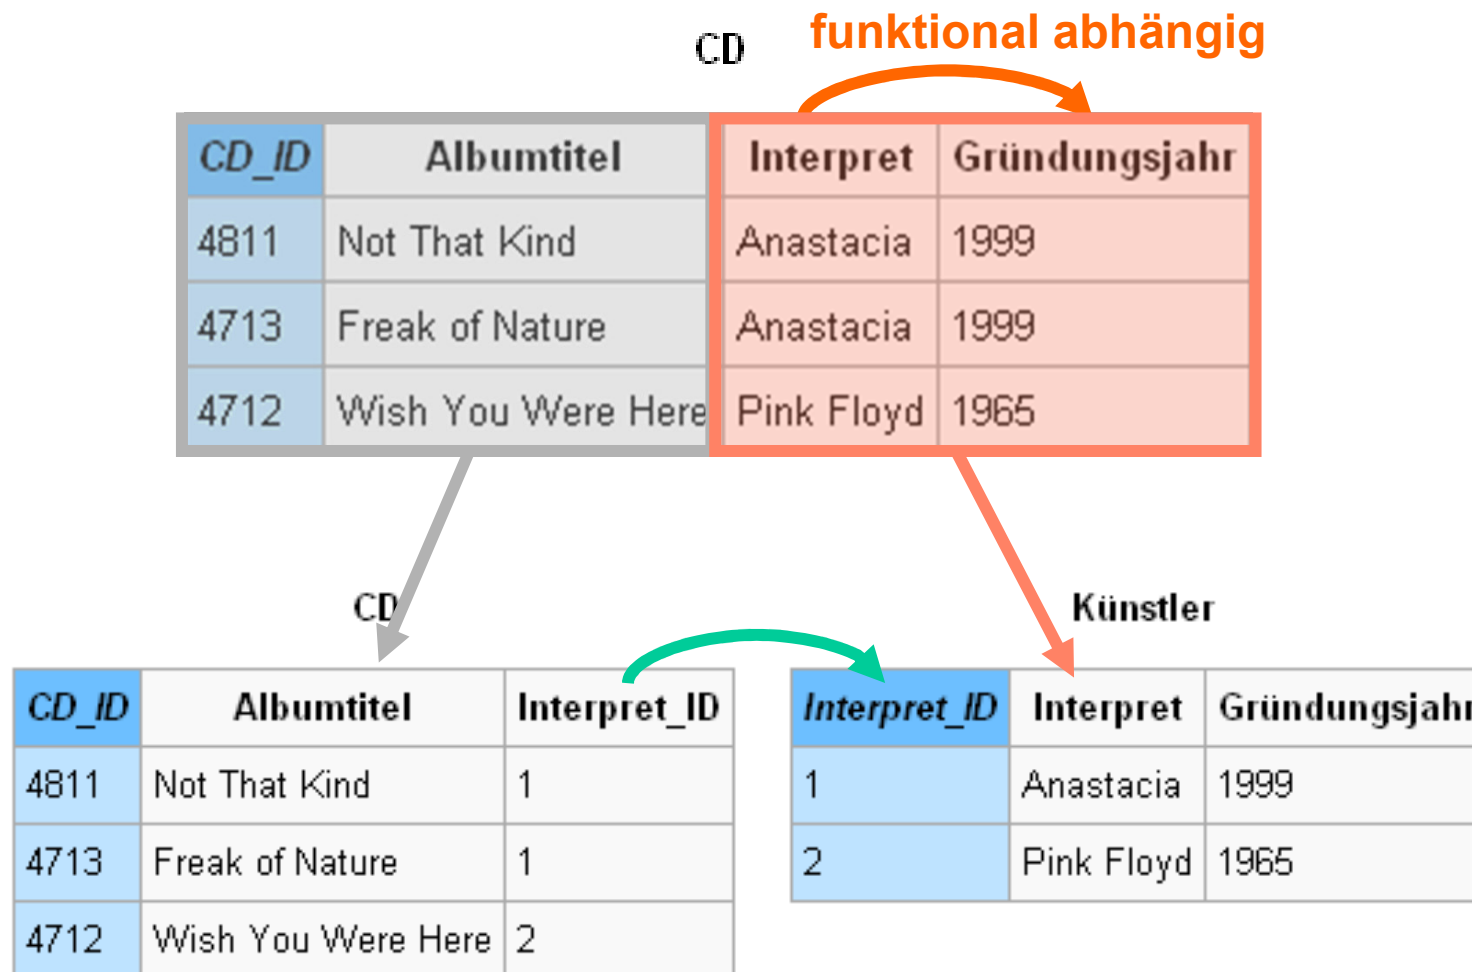 CD funktional abhängig
CD_ID Albumtitel Interpret Gründungsjahr
4811 Not That Kind Anastacia 1999
4713 Freak of Nature Anastacia 1999
4712 Wish You Were Here Pink Floyd 1965
CD Künstler
CD_ID Albumtitel Interpret_ID Interpret_ID Interpret Gründungsjahr
4811 Not That Kind 1 1 Anastacia 1999
4713 Freak of Nature 1 2 Pink Floyd 1965
4712 Wish You Were Here 2